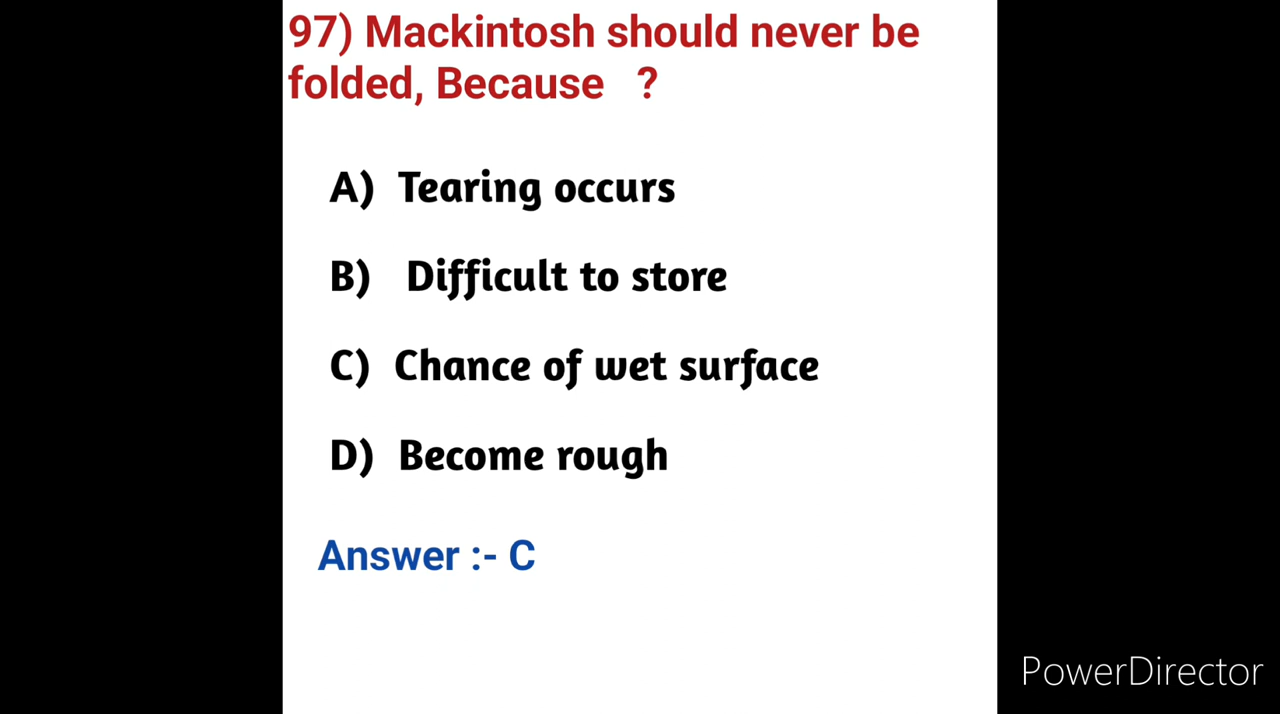 97) Mackintosh should never be
folded, Because ?
A) Tearing occurs
B) Difficult to store
C) Chance of wet surface
D) Become rough
Answer :- C
PowerDirector